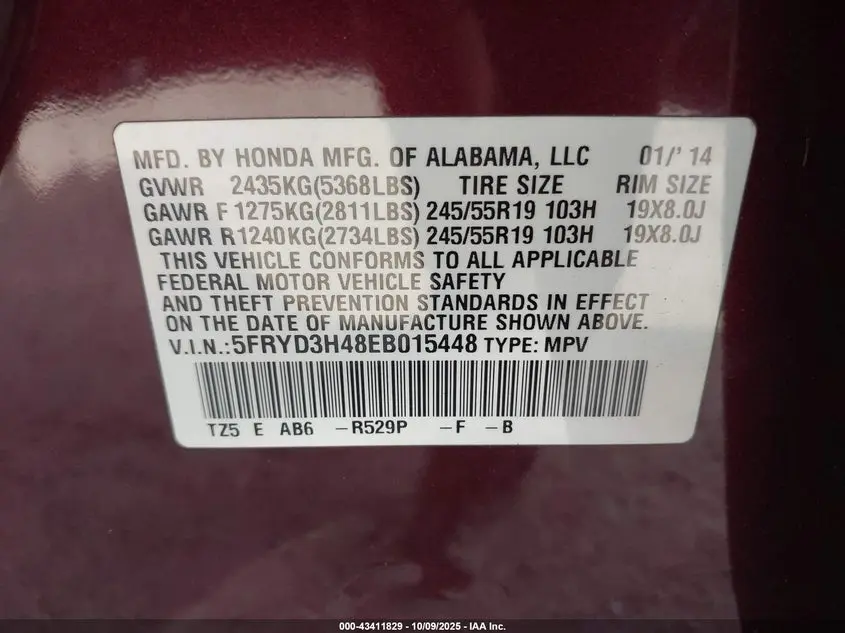 MFD. BY HONDA MFG. OF ALABAMA, LLC 01/'14
GVWR 2435KG(5368LBS) TIRE SIZE RIM SIZE
GAWR F 1275KG(2811LBS) 245/55R19 103H 19X8.0J
GAWR R 1240KG(2734LBS) 245/55R19 103H 19X8.0J
THIS VEHICLE CONFORMS TO ALL APPLICABLE
FEDERAL MOTOR VEHICLE SAFETY
AND THEFT PREVENTION STANDARDS IN EFFECT
ON THE DATE OF MANUFACTURE SHOWN ABOVE.
V.I.N.:5FRYD3H48EB015448 TYPE: MPV
TZ5 E AB6 -R529P -F -B
000-43411829 - 10/09/2025 - IAA Inc.